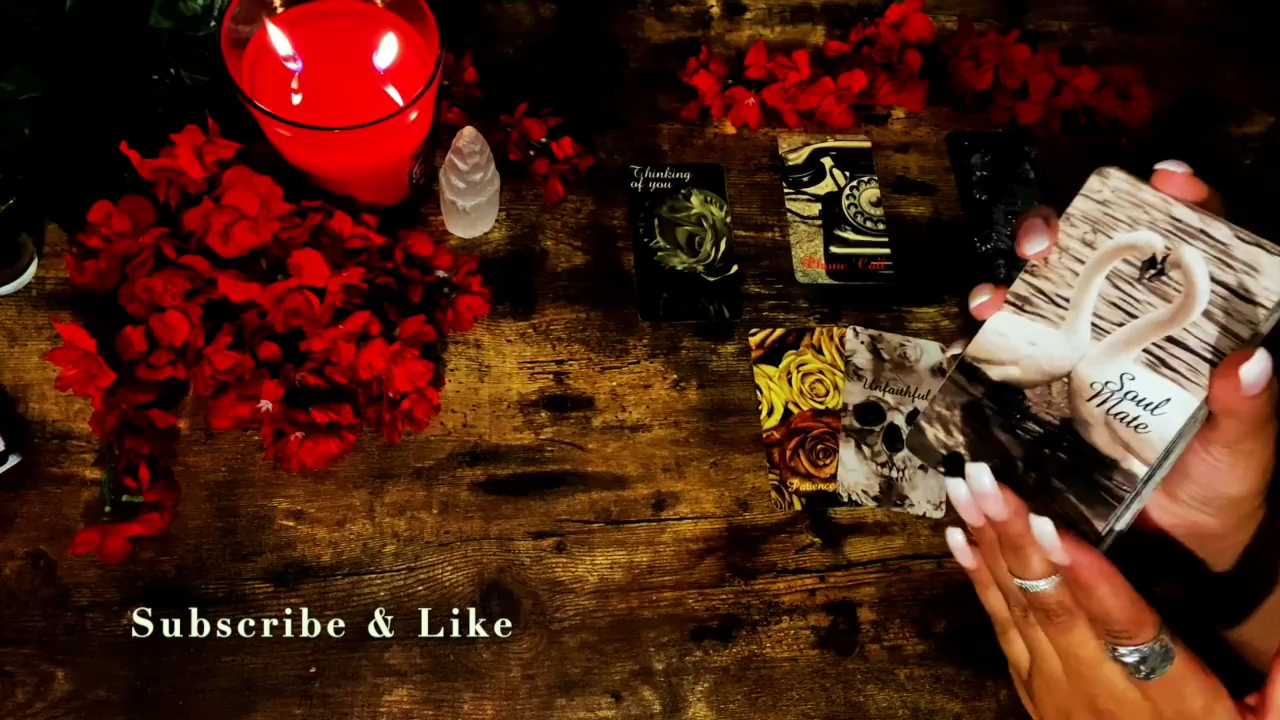 Thinking
of you
Phone Call
Unfaithful
Soul
Mate
Patience
Subscribe & Like